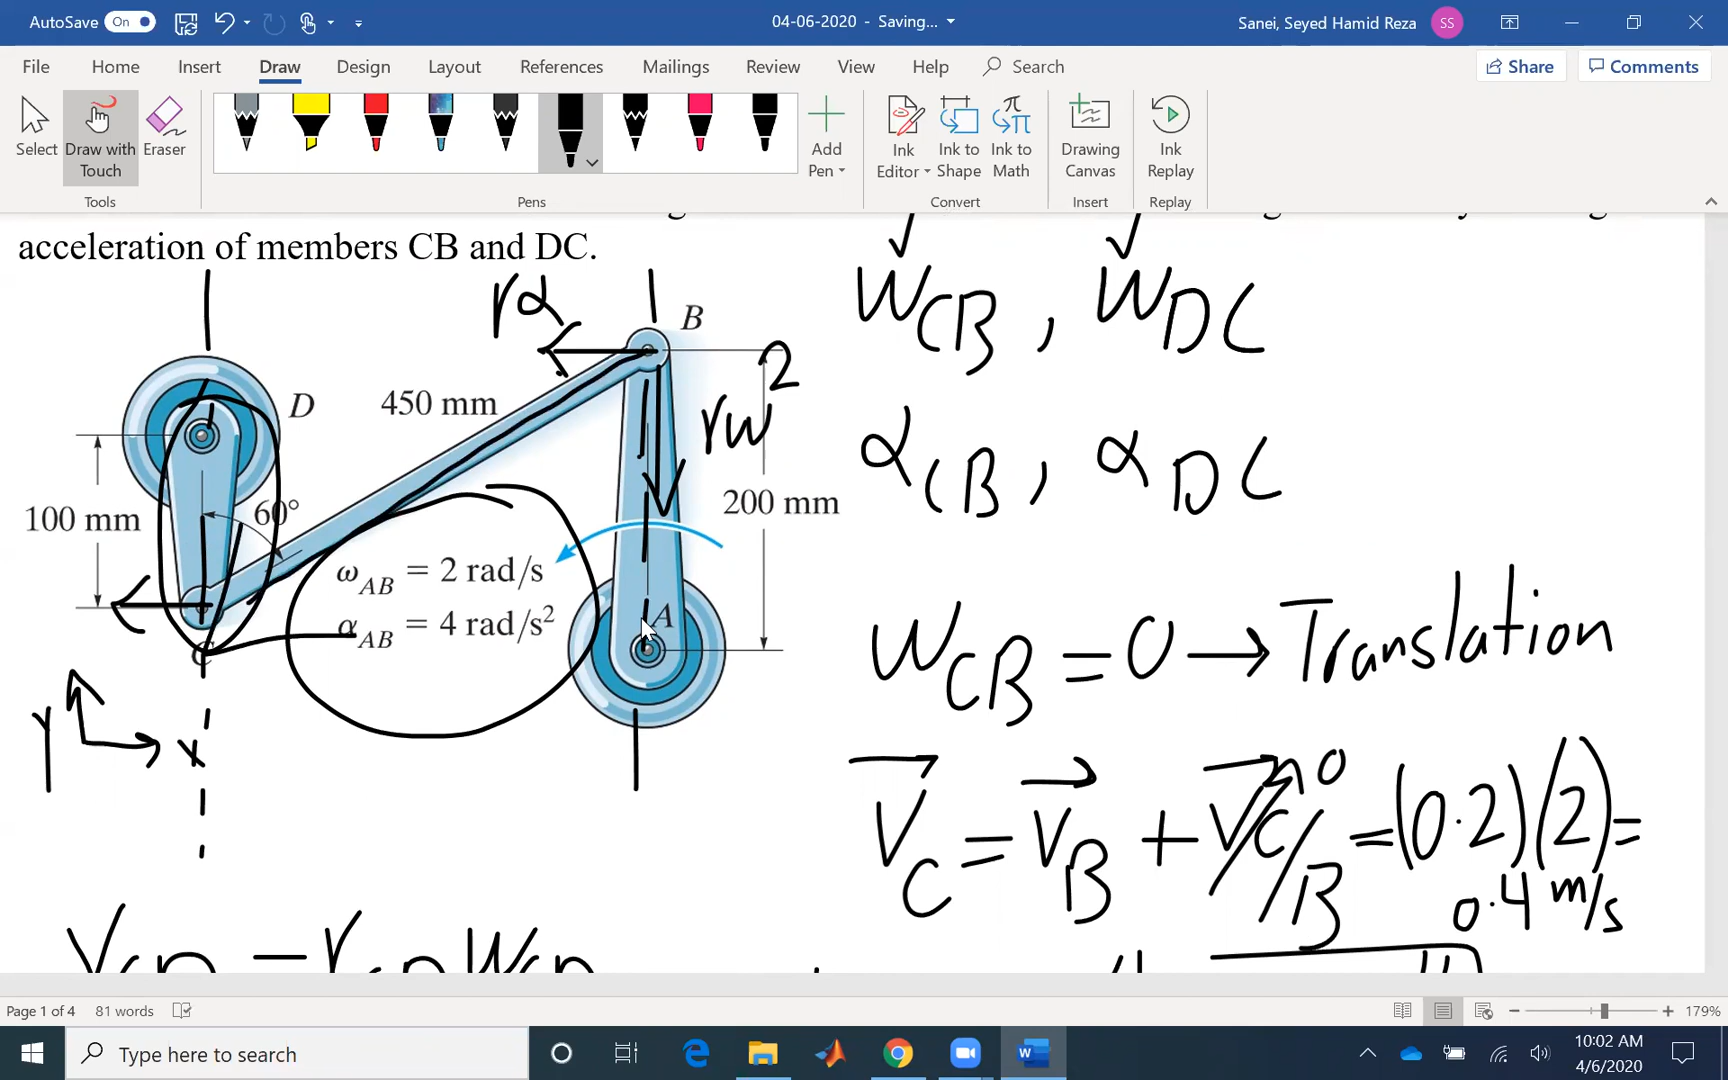 AutoSave On
04-06-2020 - Saving...
Sanei, Seyed Hamid Reza SS
File Home Insert Draw Design Layout References Mailings Review View Help Search Share Comments
Select Draw with Touch Eraser Add Pen Ink Editor Ink to Shape Ink to Math Drawing Canvas Ink Replay
Tools Pens Convert Insert Replay
acceleration of members CB and DC.
rα
B
D
450 mm
rω²
100 mm
60°
200 mm
ω_AB = 2 rad/s
α_AB = 4 rad/s²
A
C
Y
x
ω_CB , ω_DC
α_CB , α_DC
ω_CB = 0 → Translation
V_C = V_B + V_C/B 0 = (0.2)(2) =
0.4 m/s
Page 1 of 4 81 words 179%
Type here to search
10:02 AM
4/6/2020